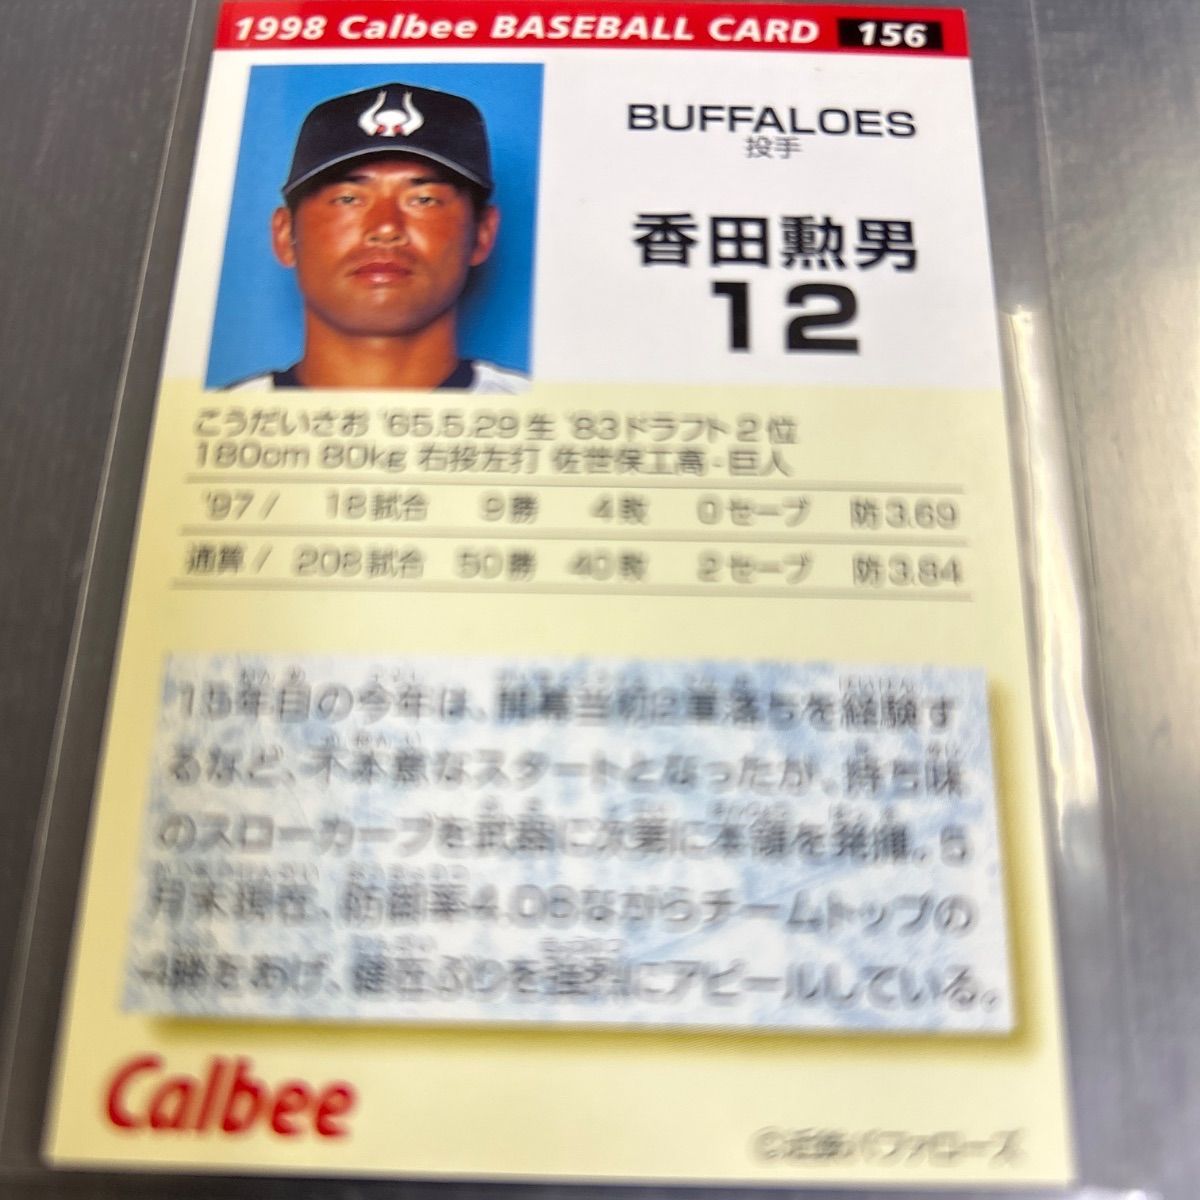 1998 Calbee BASEBALL CARD 156
BUFFALOES
投手
香田勲男
12
こうだいさお '65.5.29生 '83ドラフト2位
180cm 80kg 右投左打 佐世保工高-巨人
'97/ 18試合 9勝 4敗 0セーブ 防3.69
通算/ 208試合 50勝 40敗 2セーブ 防3.84
15年目の今年は、開幕当初2軍落ちを経験す
るなど、不本意なスタートとなったが、持ち味
のスローカーブを武器に次第に本領を発揮。5
月末現在、防御率4.06ながらチームトップの
4勝をあげ、健在ぶりを強烈にアピールしている。
Calbee
©近鉄バファローズ